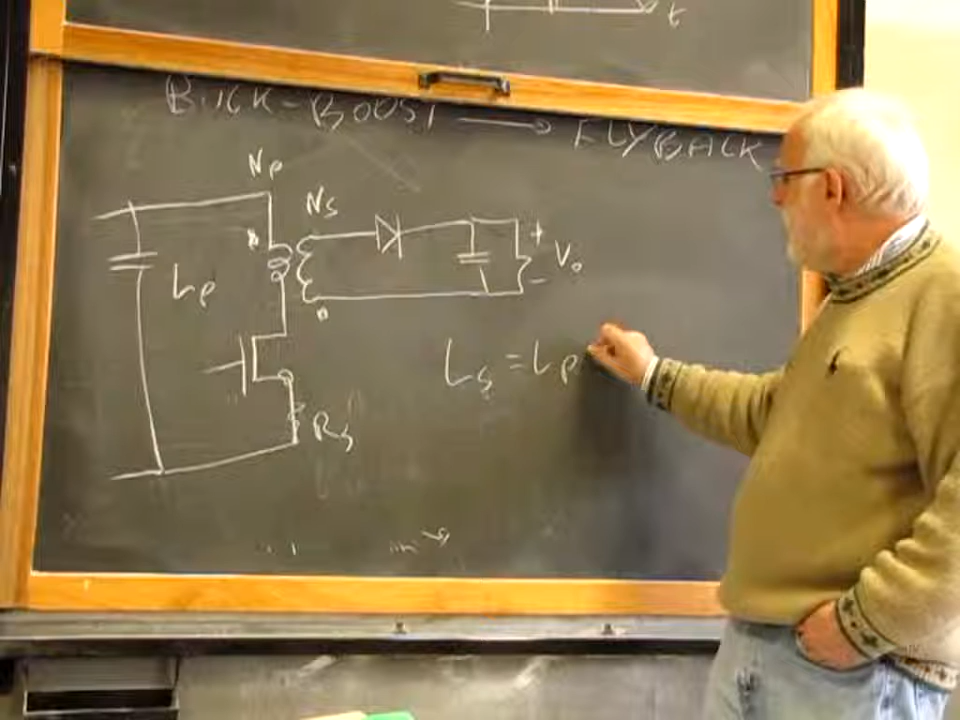 t
BUCK-BOOST → FLYBACK
Np
Ns
+
Vo
-
Lp
Ls = Lp
Rs